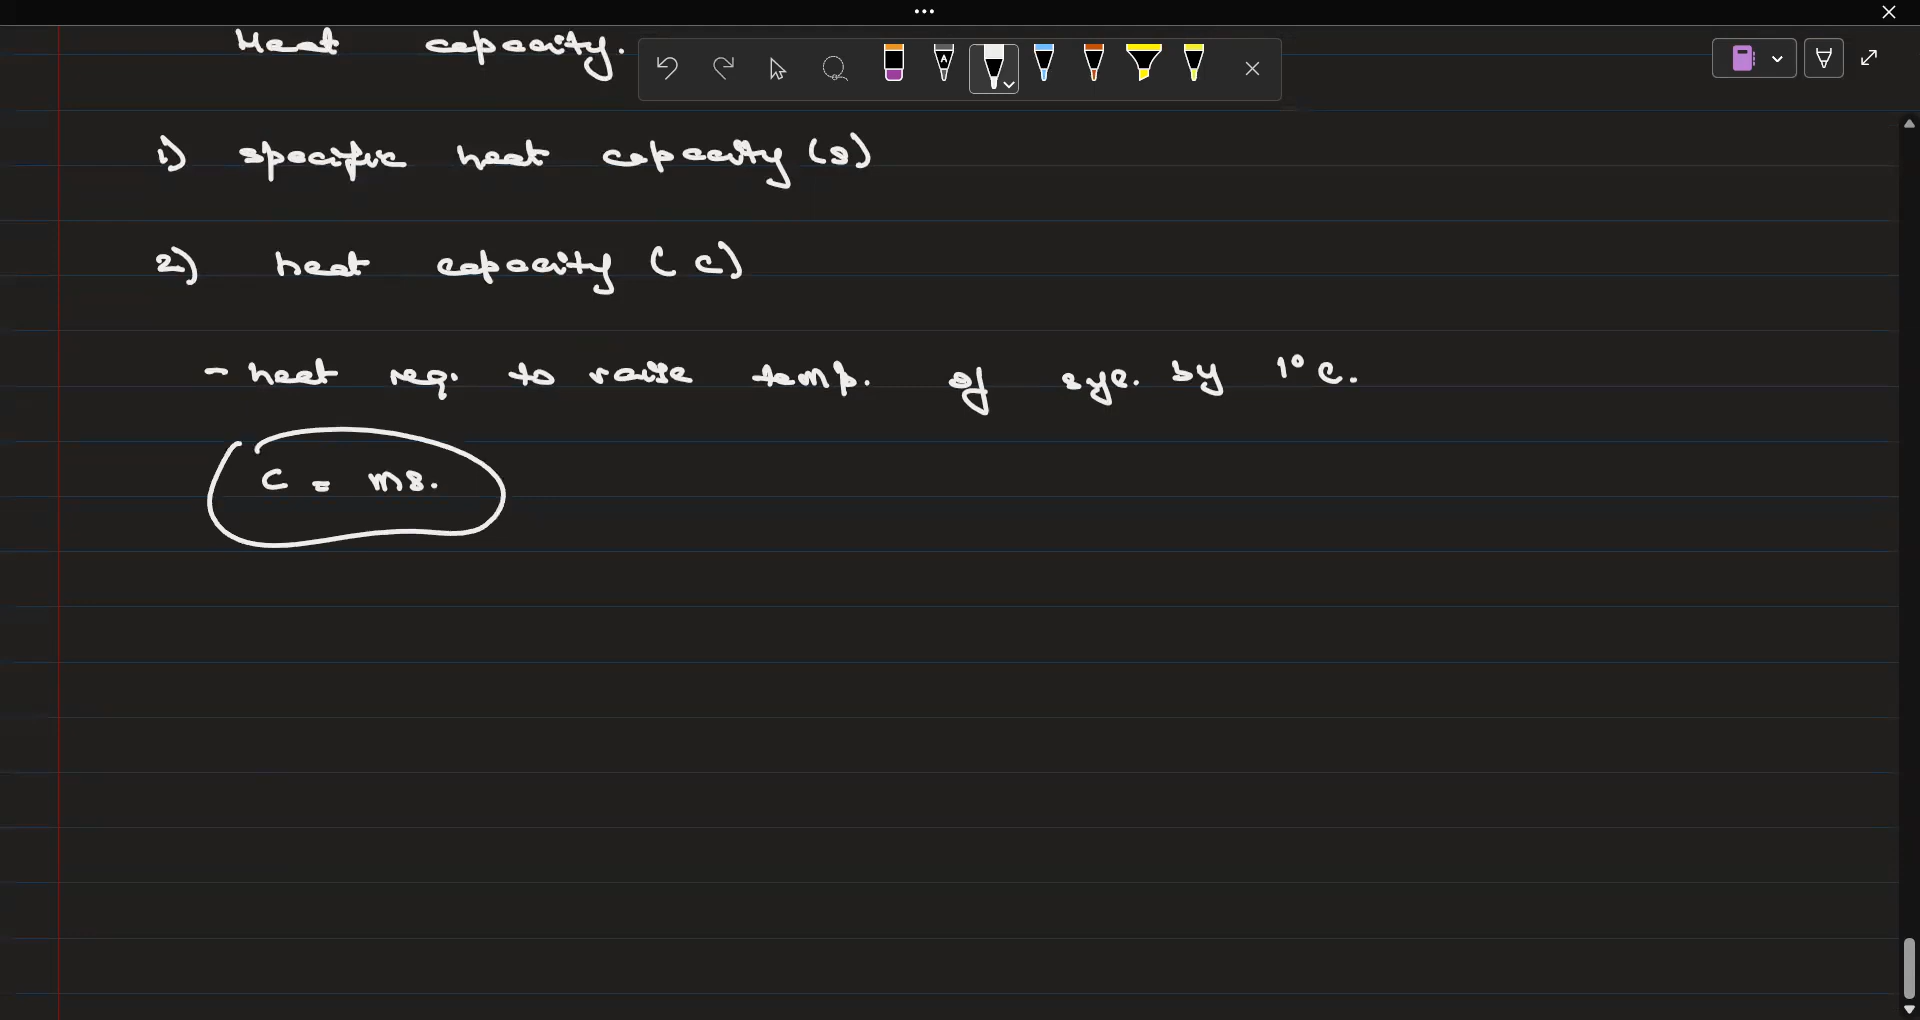 Heat capacity.
1) specific heat capacity (s)
2) heat capacity (C)
- heat req. to raise temp. of sys. by 1° C.
C = ms.